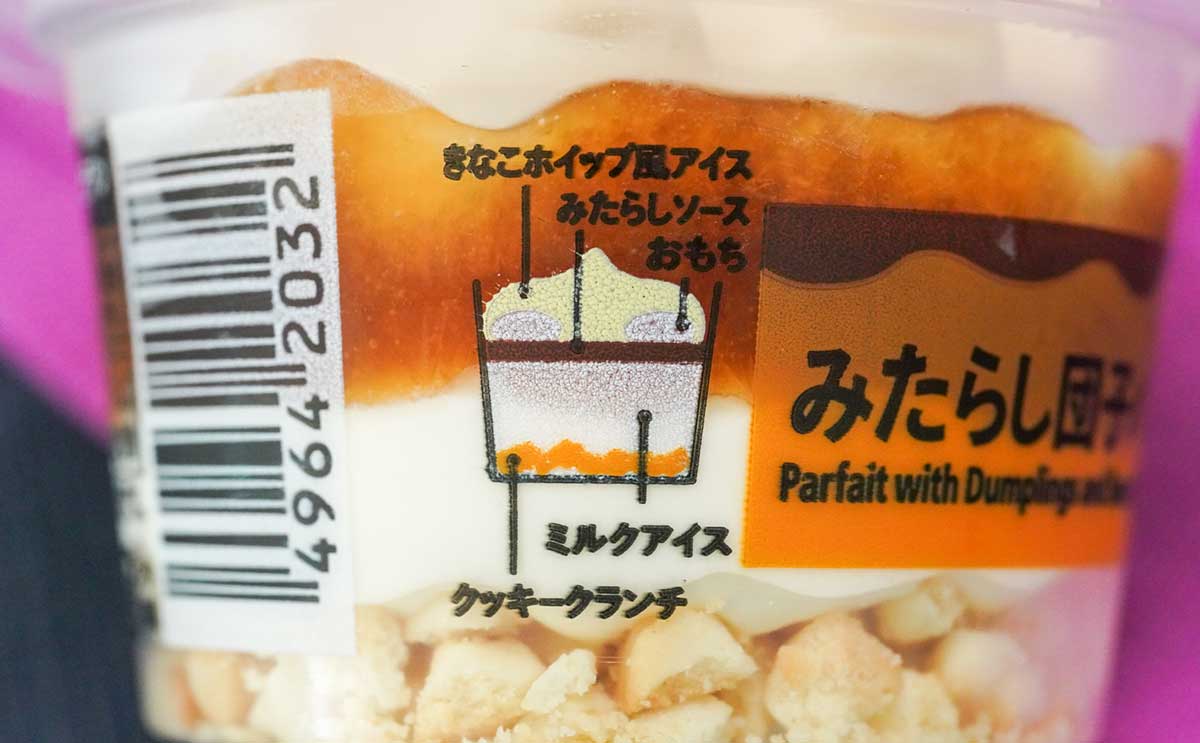 きなこホイップ風アイス
みたらしソース
おもち
ミルクアイス
クッキークランチ
みたらし団子
Parfait with Dumplings and
49642032